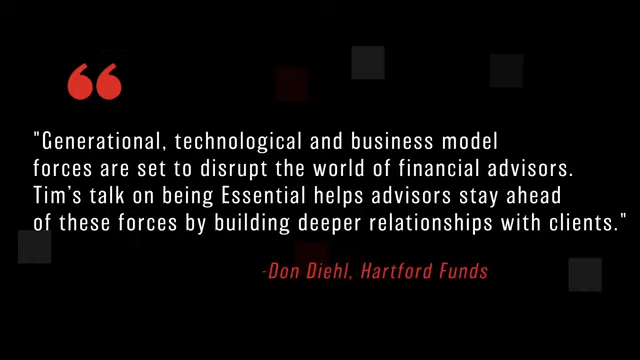 "Generational, technological and business model
forces are set to disrupt the world of financial advisors.
Tim’s talk on being Essential helps advisors stay ahead
of these forces by building deeper relationships with clients."
-Don Diehl, Hartford Funds